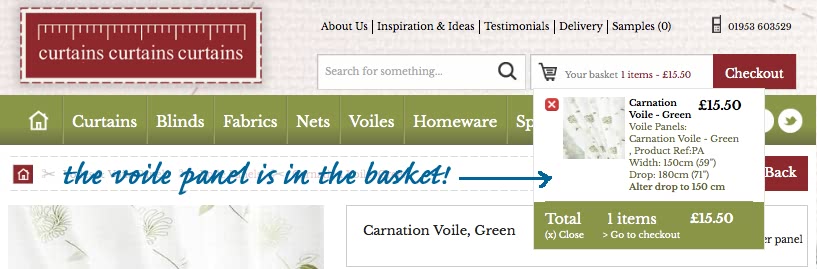 About Us | Inspiration & Ideas | Testimonials | Delivery | Samples (0)
01953 603529
curtains curtains curtains
Search for something...
Your basket 1 items - £15.50
Checkout
Curtains
Blinds
Fabrics
Nets
Voiles
Homeware
Sp
Carnation
Voile - Green
£15.50
Voile Panels:
Carnation Voile - Green
, Product Ref:PA
Width: 150cm (59")
Drop: 180cm (71")
Alter drop to 150 cm
the voile panel is in the basket!
Back
Total 1 items £15.50
(x) Close > Go to checkout
Carnation Voile, Green
er panel